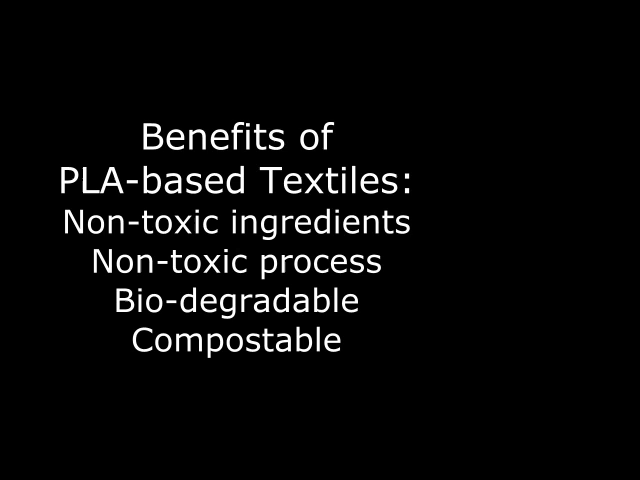 Benefits of
PLA-based Textiles:
Non-toxic ingredients
Non-toxic process
Bio-degradable
Compostable